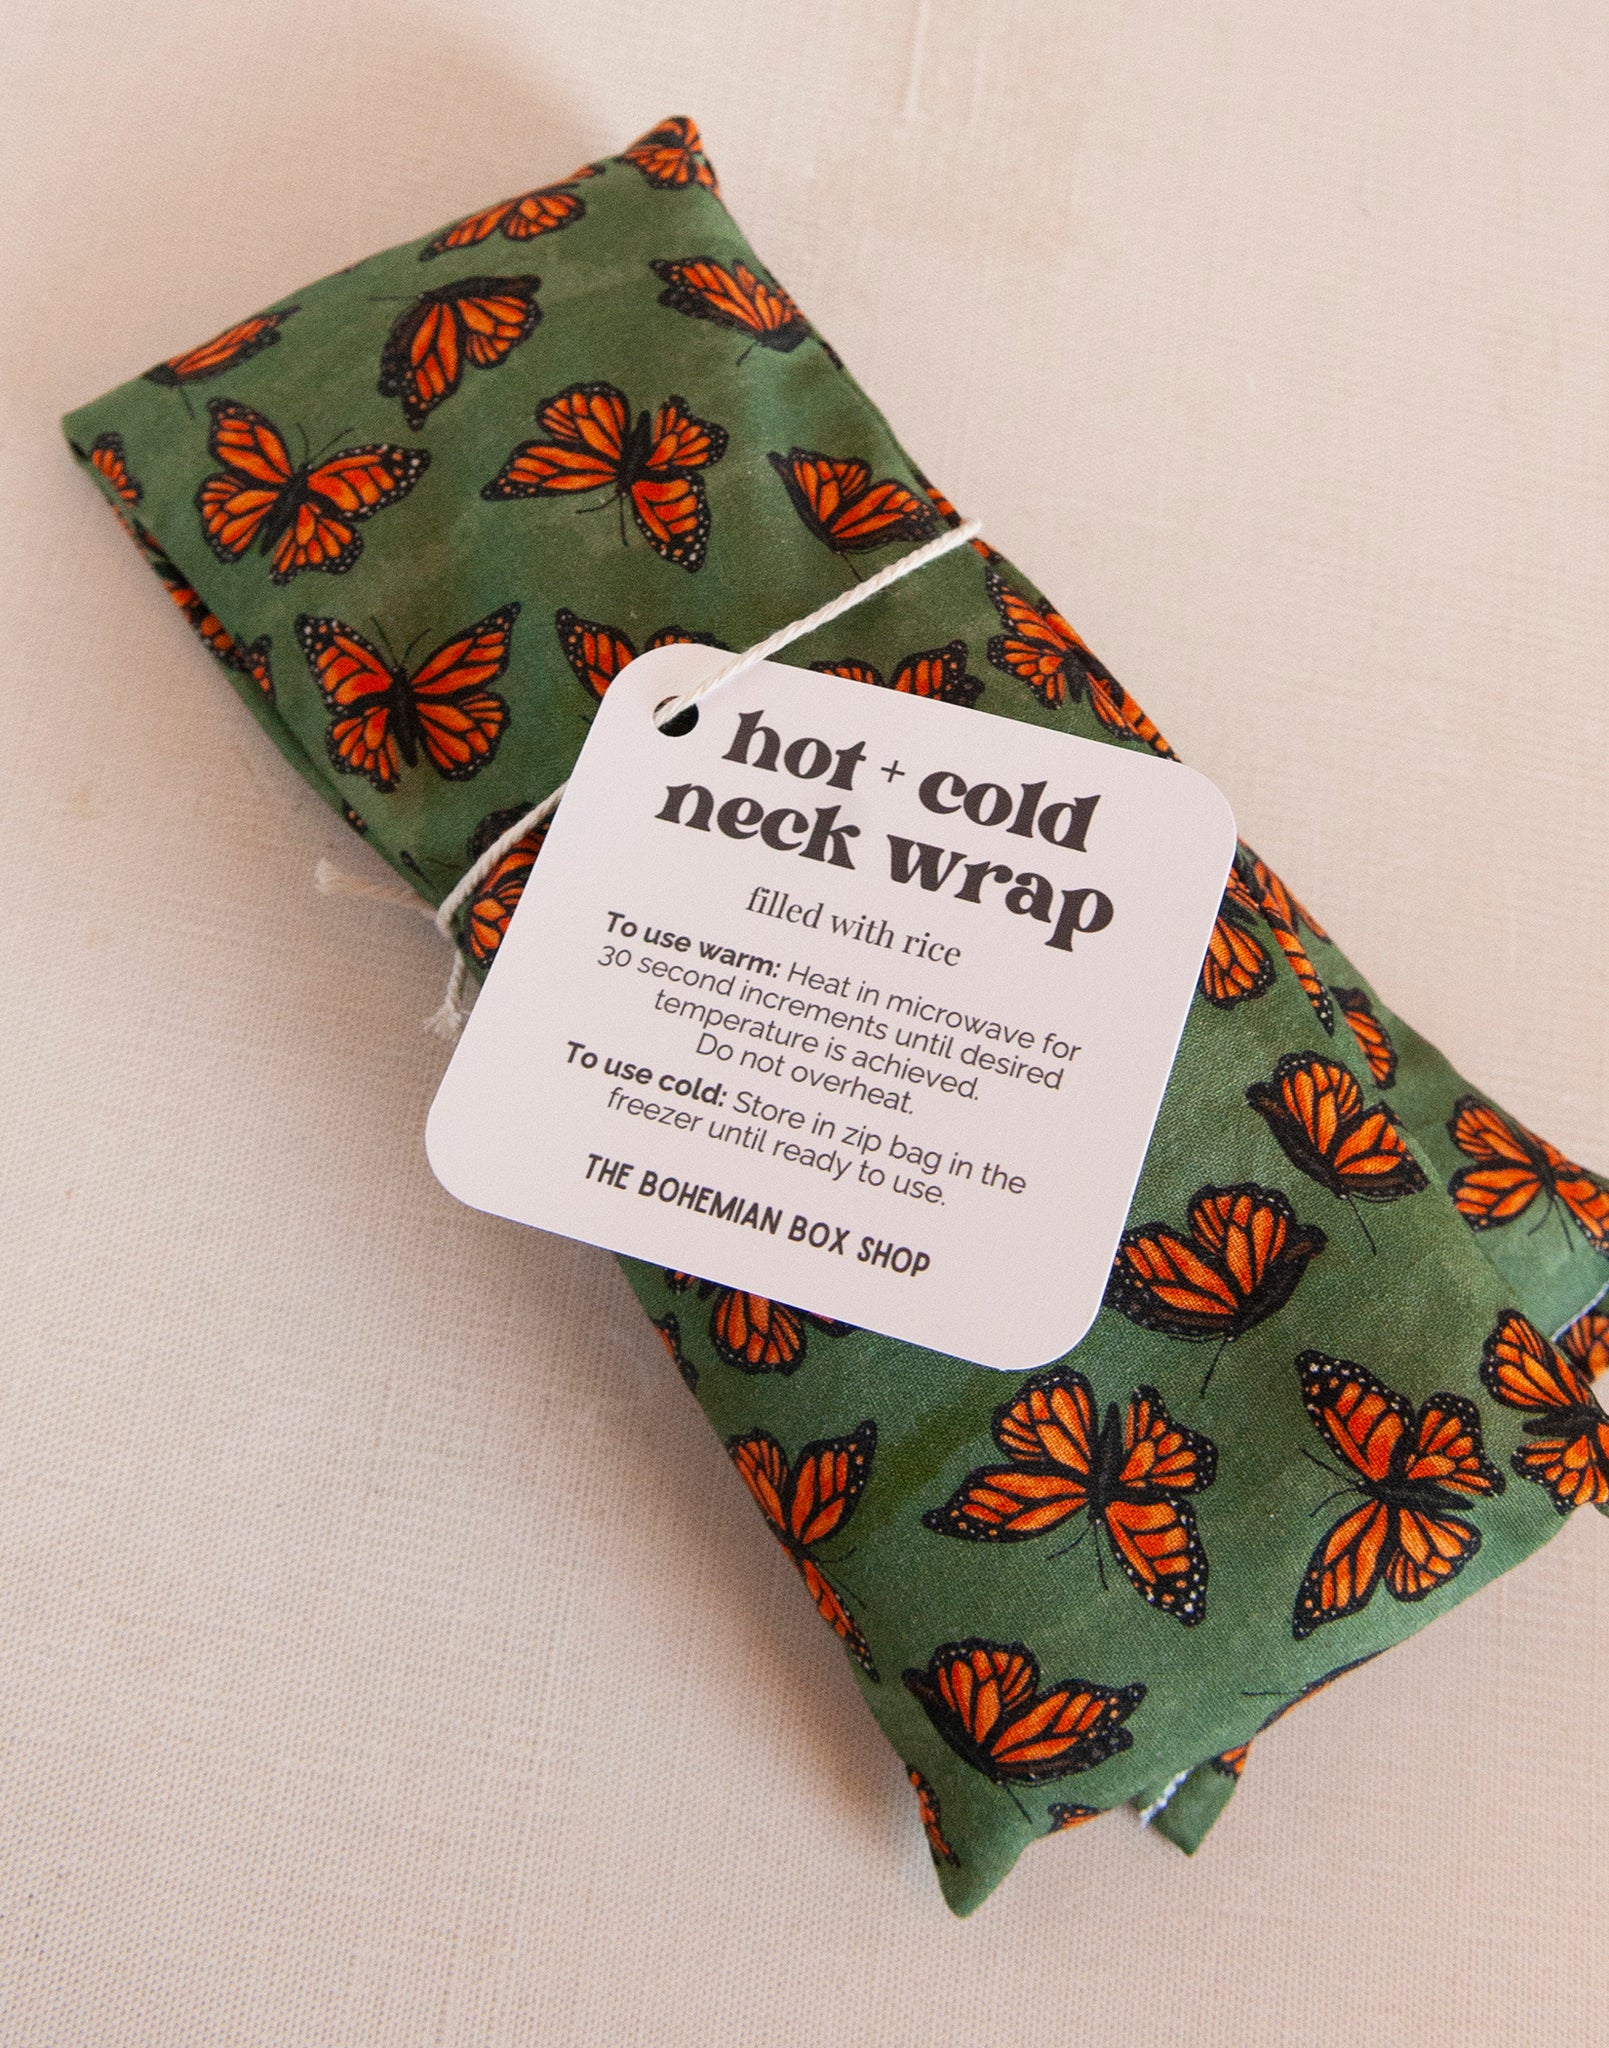 hot + cold
neck wrap
filled with rice
To use warm: Heat in microwave for
30 second increments until desired
temperature is achieved.
Do not overheat.
To use cold: Store in zip bag in the
freezer until ready to use.
THE BOHEMIAN BOX SHOP